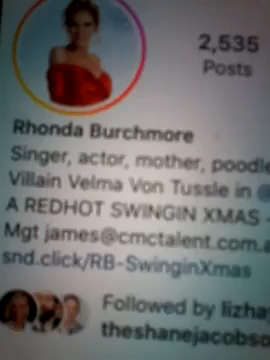 2,535
Posts
Rhonda Burchmore
Singer, actor, mother, poodle
Villain Velma Von Tussle in @
A REDHOT SWINGIN XMAS -
Mgt james@cmctalent.com.a
snd.click/RB-SwinginXmas
Followed by lizha
theshanejacobso